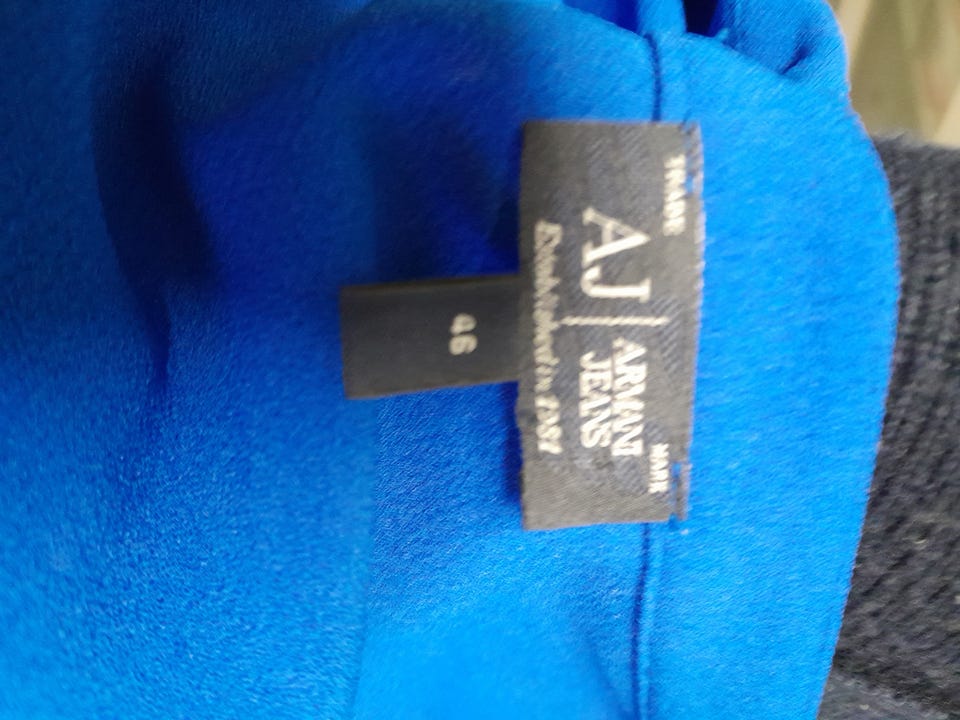 TRADE MARK
AJ ARMANI
JEANS
Established in 1981
46